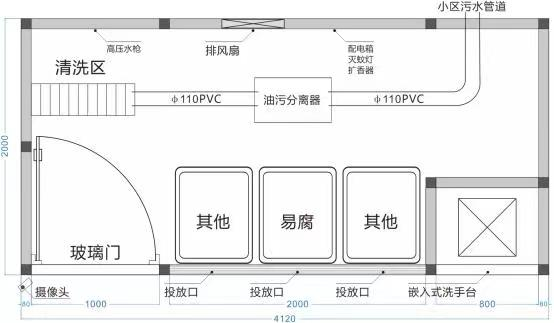 小区污水管道
高压水枪
排风扇
配电箱
灭蚊灯
扩香器
清洗区
ф110PVC
油污分离器
ф110PVC
2000
其他
易腐
其他
玻璃门
摄像头
投放口
投放口
投放口
嵌入式洗手台
80
1000
2000
800
80
4120